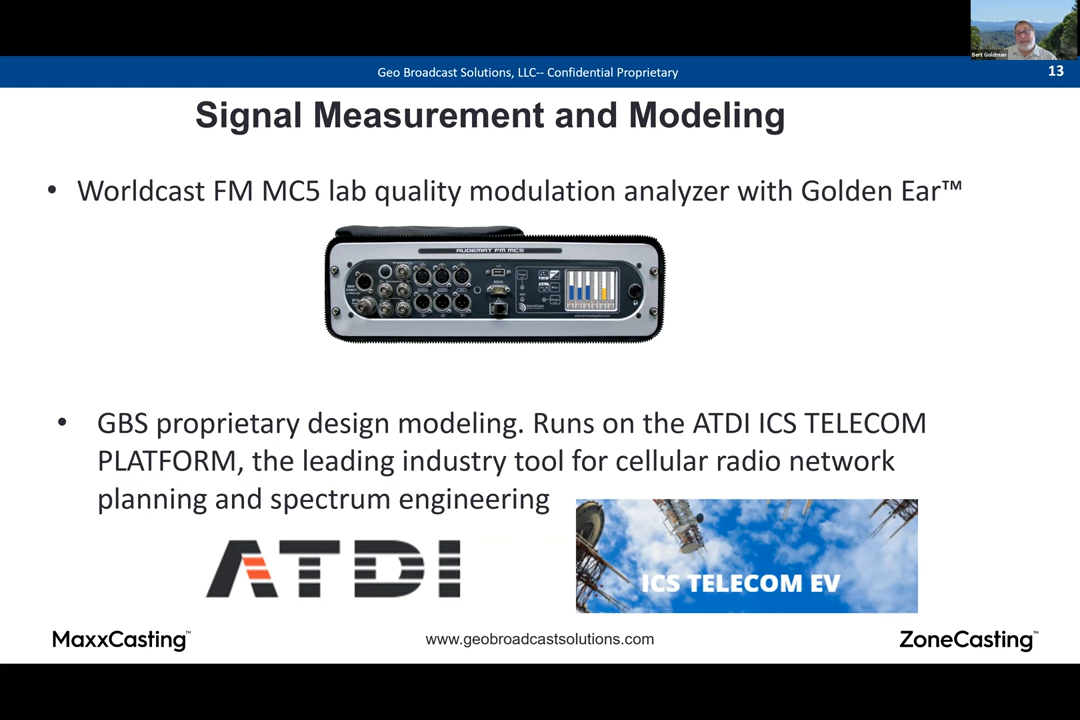 Bert Goldman
Geo Broadcast Solutions, LLC-- Confidential Proprietary
13
Signal Measurement and Modeling
• Worldcast FM MC5 lab quality modulation analyzer with Golden Ear™
AUDEMAT FM MC5
• GBS proprietary design modeling. Runs on the ATDI ICS TELECOM
PLATFORM, the leading industry tool for cellular radio network
planning and spectrum engineering
ATDI
ICS TELECOM EV
MaxxCasting™
www.geobroadcastsolutions.com
ZoneCasting™